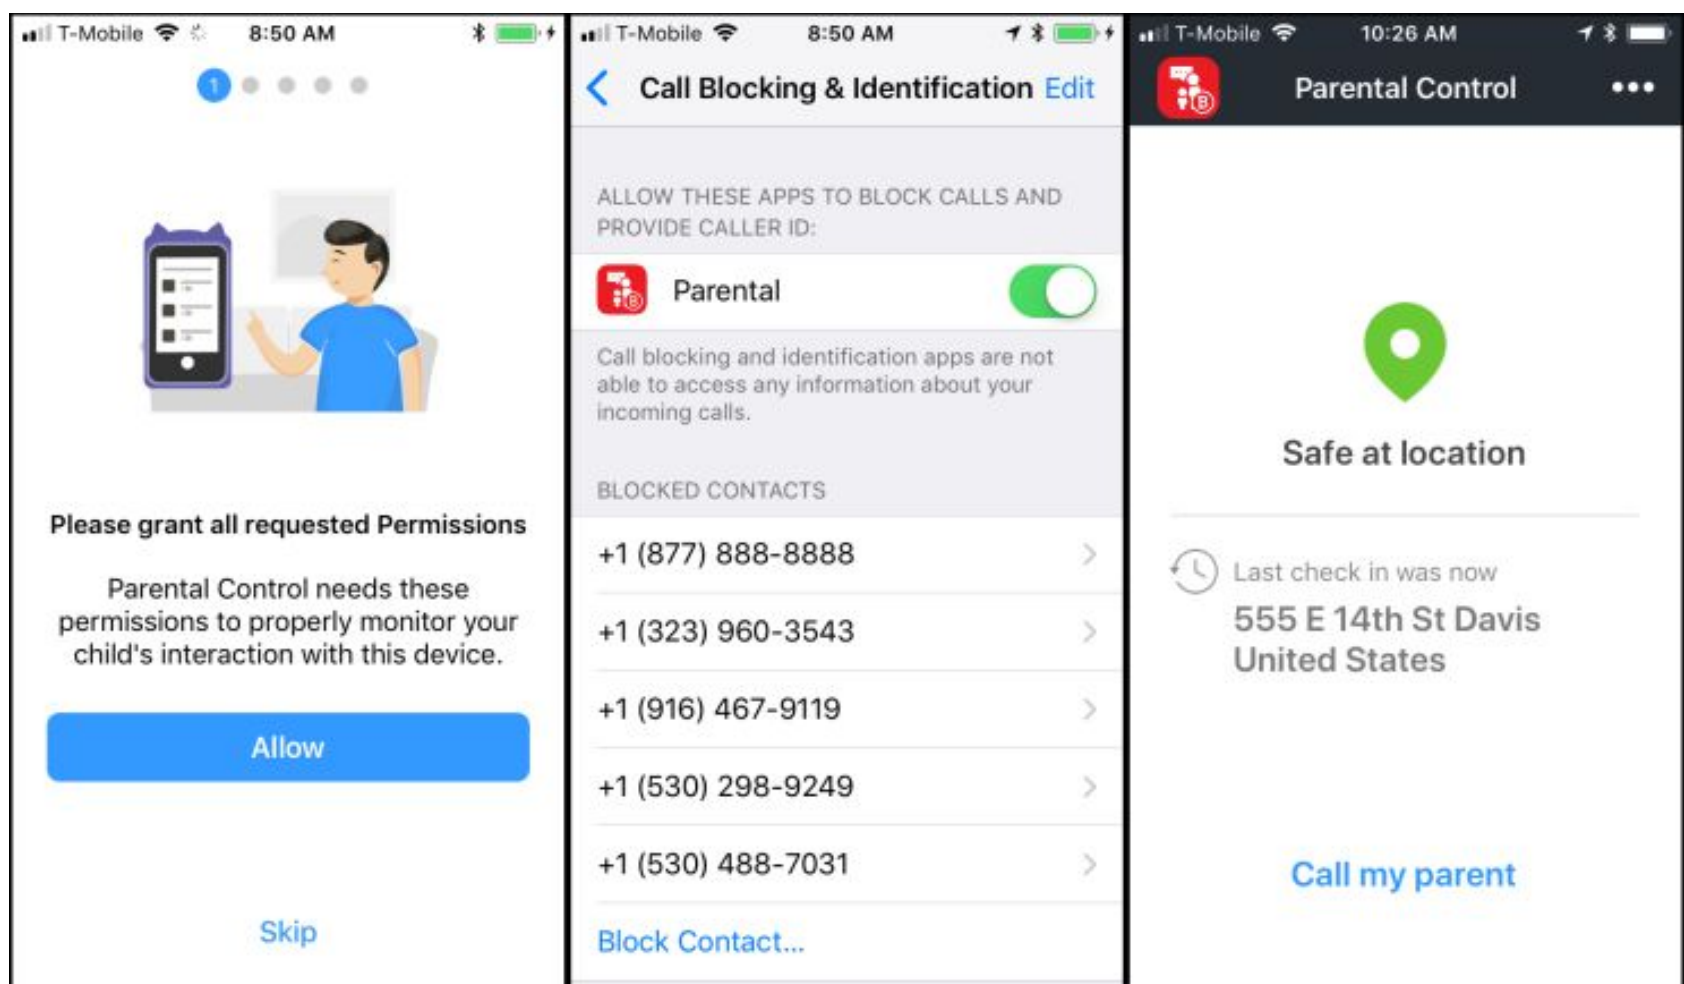 T-Mobile 8:50 AM
1
Please grant all requested Permissions
Parental Control needs these
permissions to properly monitor your
child's interaction with this device.
Allow
Skip
T-Mobile 8:50 AM
Call Blocking & Identification Edit
ALLOW THESE APPS TO BLOCK CALLS AND
PROVIDE CALLER ID:
B Parental
Call blocking and identification apps are not
able to access any information about your
incoming calls.
BLOCKED CONTACTS
+1 (877) 888-8888
+1 (323) 960-3543
+1 (916) 467-9119
+1 (530) 298-9249
+1 (530) 488-7031
Block Contact...
T-Mobile 10:26 AM
B Parental Control
Safe at location
Last check in was now
555 E 14th St Davis
United States
Call my parent